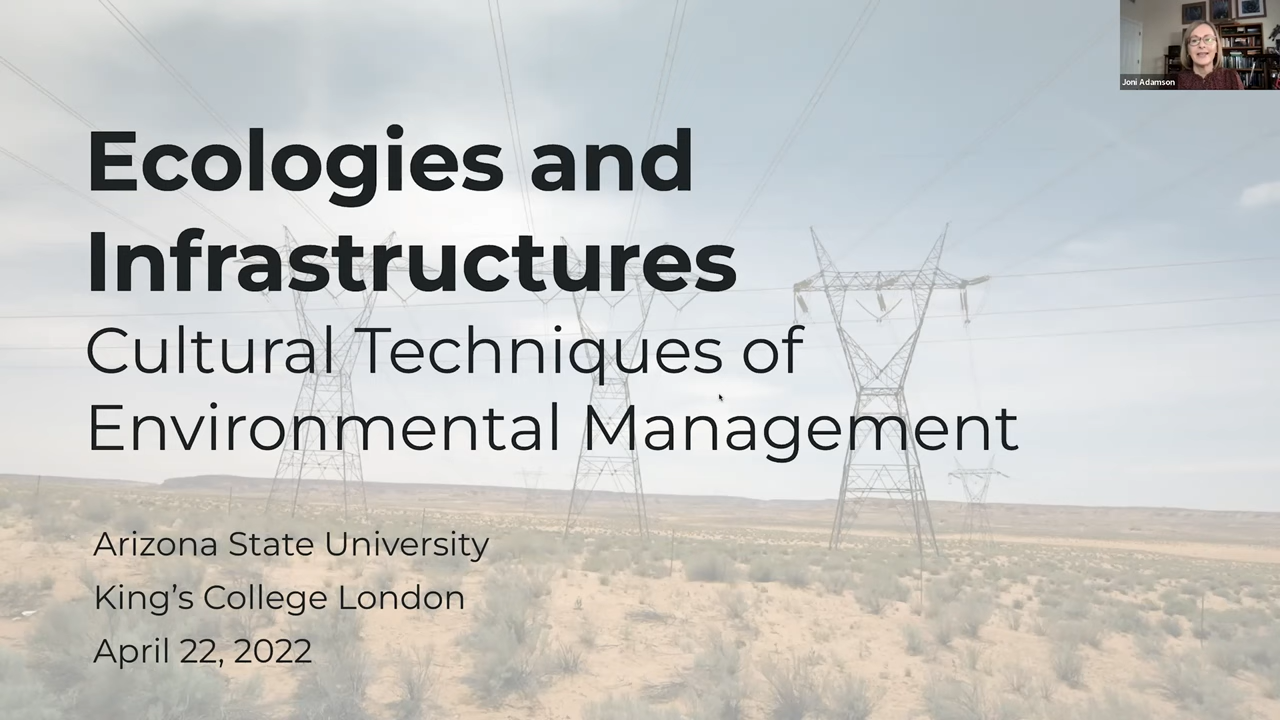 Joni Adamson
Ecologies and
Infrastructures
Cultural Techniques of
Environmental Management
Arizona State University
King’s College London
April 22, 2022